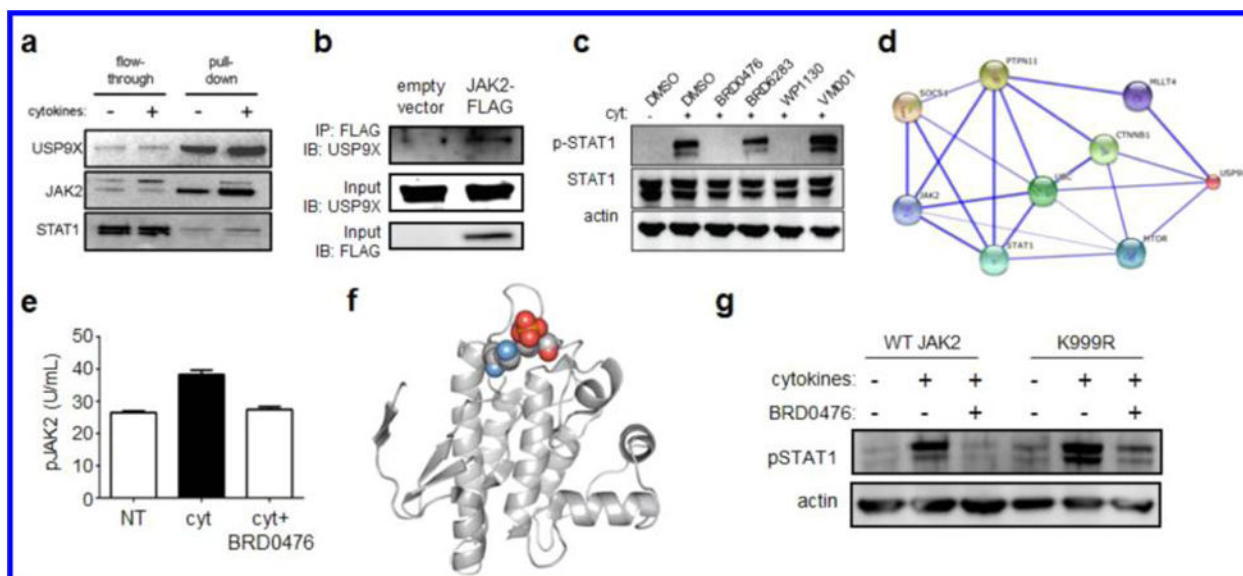 a
flow-
through
pull-
down
cytokines: - + - +
USP9X
JAK2
STAT1
b
empty
vector
JAK2-
FLAG
IP: FLAG
IB: USP9X
Input
IB: USP9X
Input
IB: FLAG
c
DMSO DMSO BRD0476 BRD6283 WP1130 VM001
cyt: - + + + + +
p-STAT1
STAT1
actin
d
PTPN11
MLLT4
SOCS1
CTNNB1
UBC
JAK2
STAT1
MTOR
e
pJAK2 (U/mL)
50
40
30
20
10
0
NT cyt cyt+
BRD0476
f
g
WT JAK2 K999R
cytokines: - + + - + +
BRD0476: - - + - - +
pSTAT1
actin